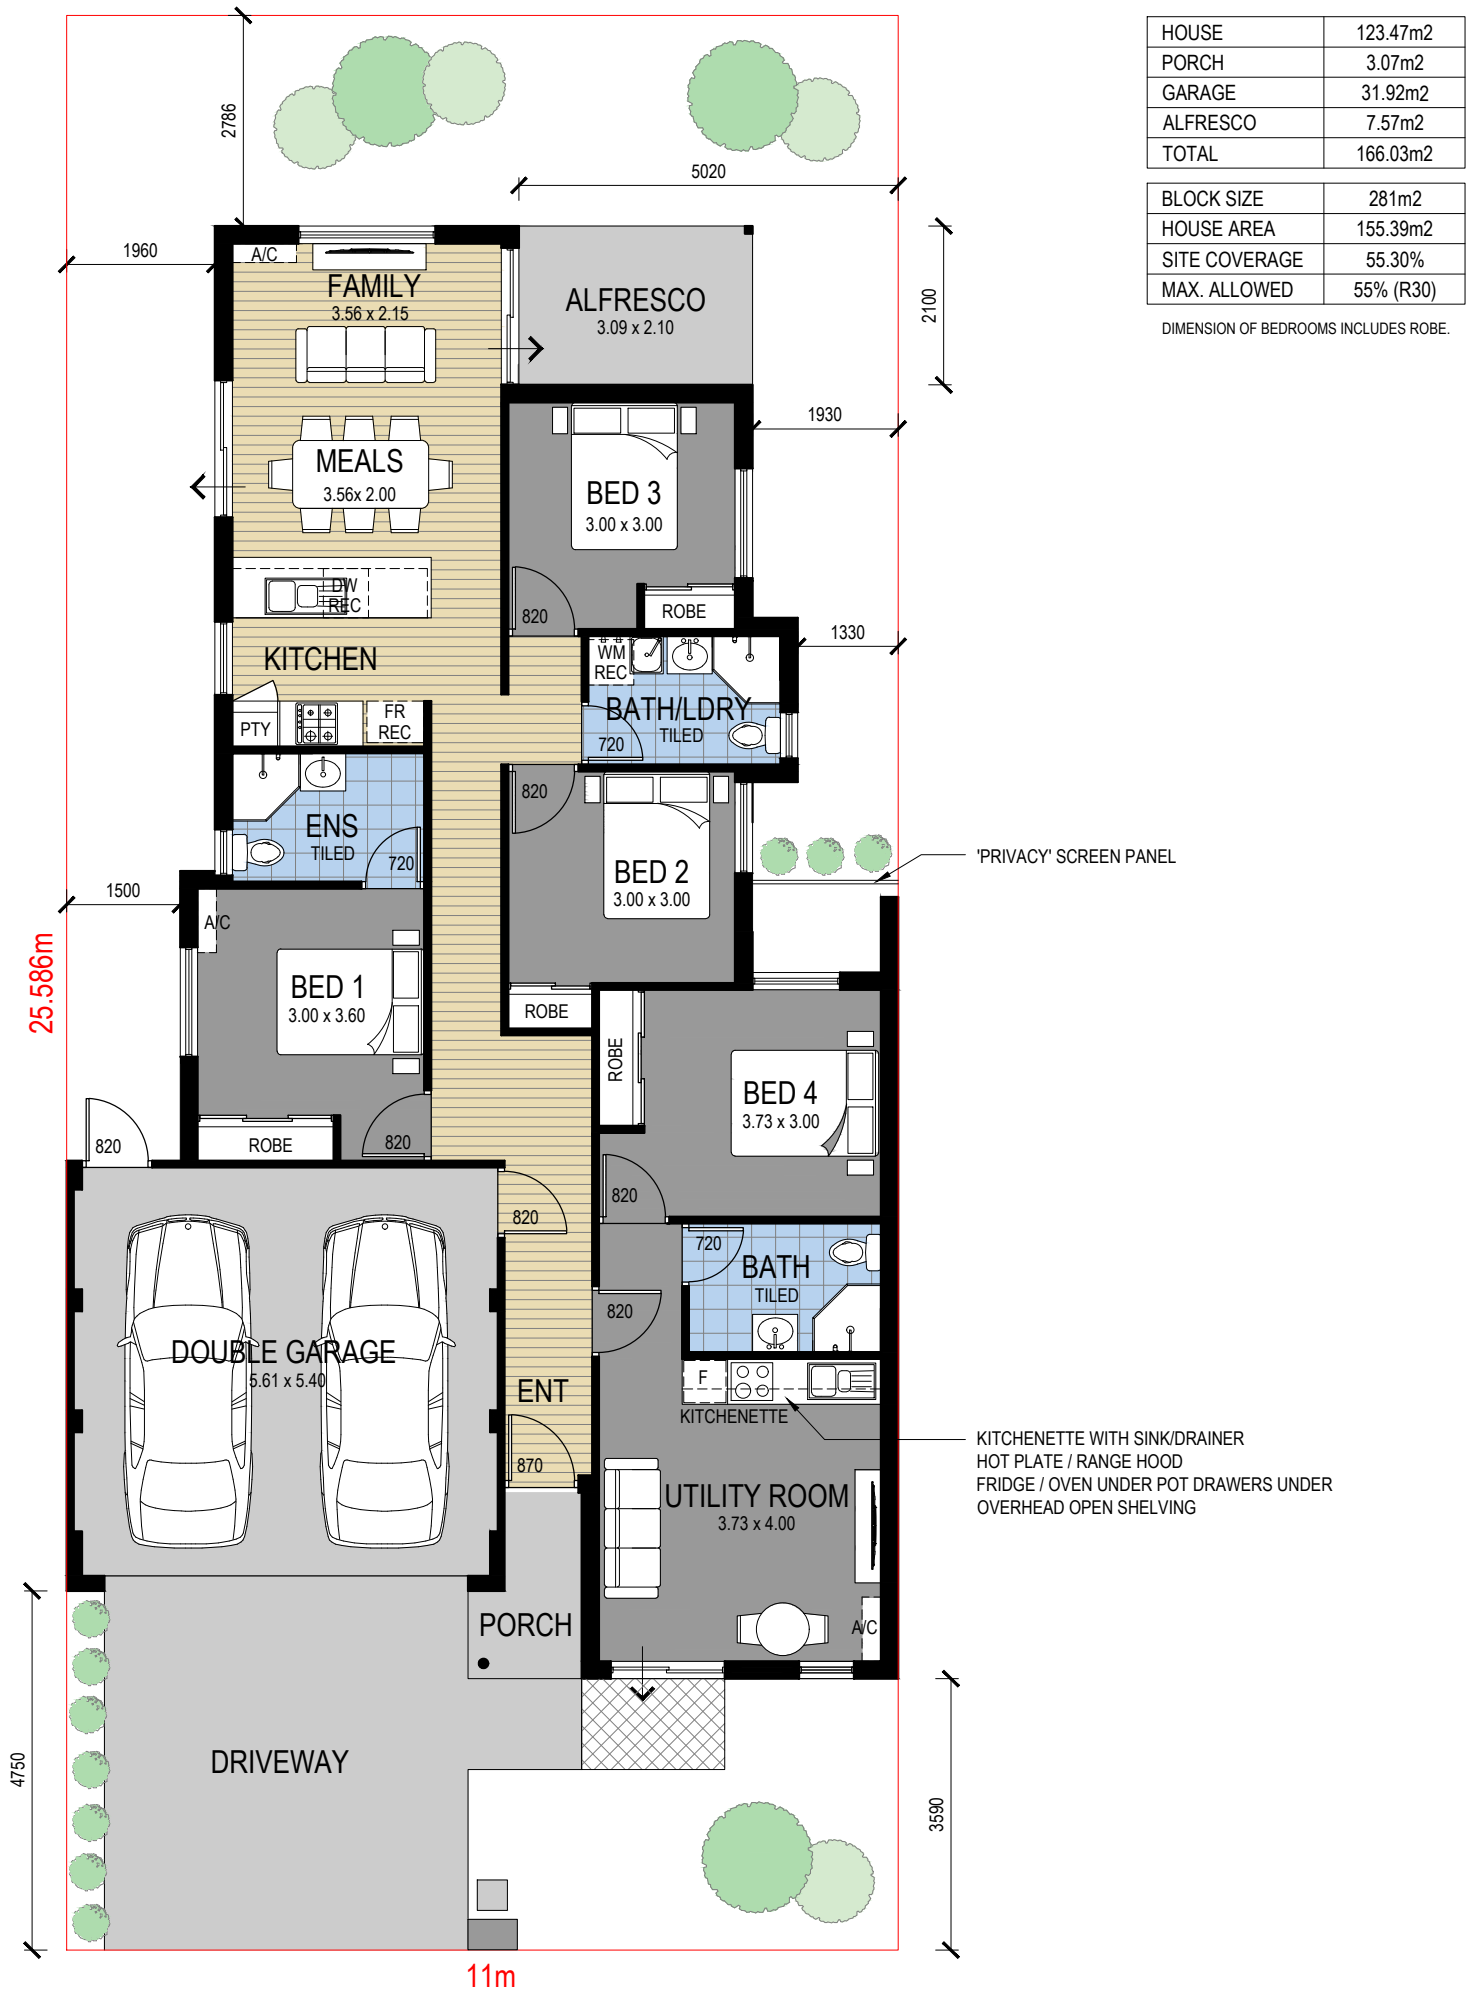 HOUSE 123.47m2
PORCH 3.07m2
GARAGE 31.92m2
ALFRESCO 7.57m2
TOTAL 166.03m2
BLOCK SIZE 281m2
HOUSE AREA 155.39m2
SITE COVERAGE 55.30%
MAX. ALLOWED 55% (R30)
DIMENSION OF BEDROOMS INCLUDES ROBE.
2786
5020
1960
A/C
FAMILY
3.56 x 2.15
ALFRESCO
3.09 x 2.10
2100
1930
MEALS
3.56x 2.00
BED 3
3.00 x 3.00
DW
REC
820
ROBE
1330
KITCHEN
WM
REC
PTY
FR
REC
BATH/LDRY
TILED
720
820
ENS
TILED
720
BED 2
3.00 x 3.00
'PRIVACY' SCREEN PANEL
1500
A/C
25.586m
BED 1
3.00 x 3.60
ROBE
ROBE
BED 4
3.73 x 3.00
820
ROBE
820
820
820
720
BATH
TILED
820
DOUBLE GARAGE
5.61 x 5.40
ENT
F
KITCHENETTE
870
KITCHENETTE WITH SINK/DRAINER
HOT PLATE / RANGE HOOD
FRIDGE / OVEN UNDER POT DRAWERS UNDER
OVERHEAD OPEN SHELVING
UTILITY ROOM
3.73 x 4.00
PORCH
A/C
DRIVEWAY
4750
3590
11m